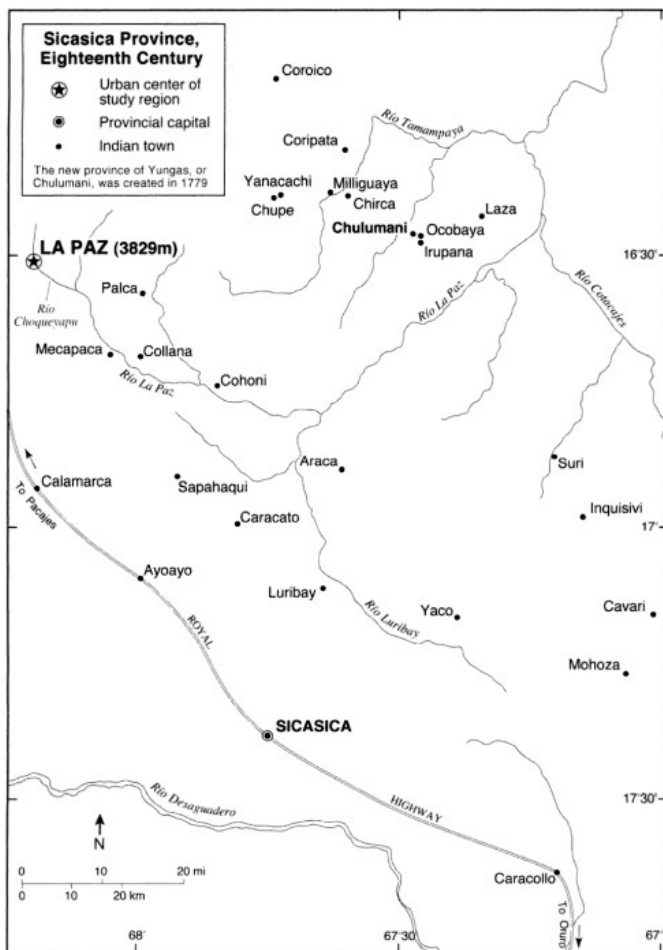 Sicasica Province,
Eighteenth Century
Urban center of
study region
Provincial capital
Indian town
The new province of Yungas, or
Chulumani, was created in 1779
Coroico
Río Tamampaya
Coripata
Yanacachi
Milliguaya
Chupe
Chirca
Laza
Chulumani
Ocobaya
Irupana
LA PAZ (3829m)
16°30'
Palca
Río
Choqueyapu
Río La Paz
Río Cotacajes
Mecapaca
Collana
Río La Paz
Cohoni
Araca
Suri
Calamarca
Sapahaqui
To Pacajes
Caracato
Inquisivi
17°
Ayoayo
Luribay
Río Luribay
Yaco
Cavari
ROYAL
Mohoza
SICASICA
Río Desaguadero
HIGHWAY
17°30'
N
0 10 20 mi
0 10 20 km
Caracollo
To Oruro
68°
67°30'
67°